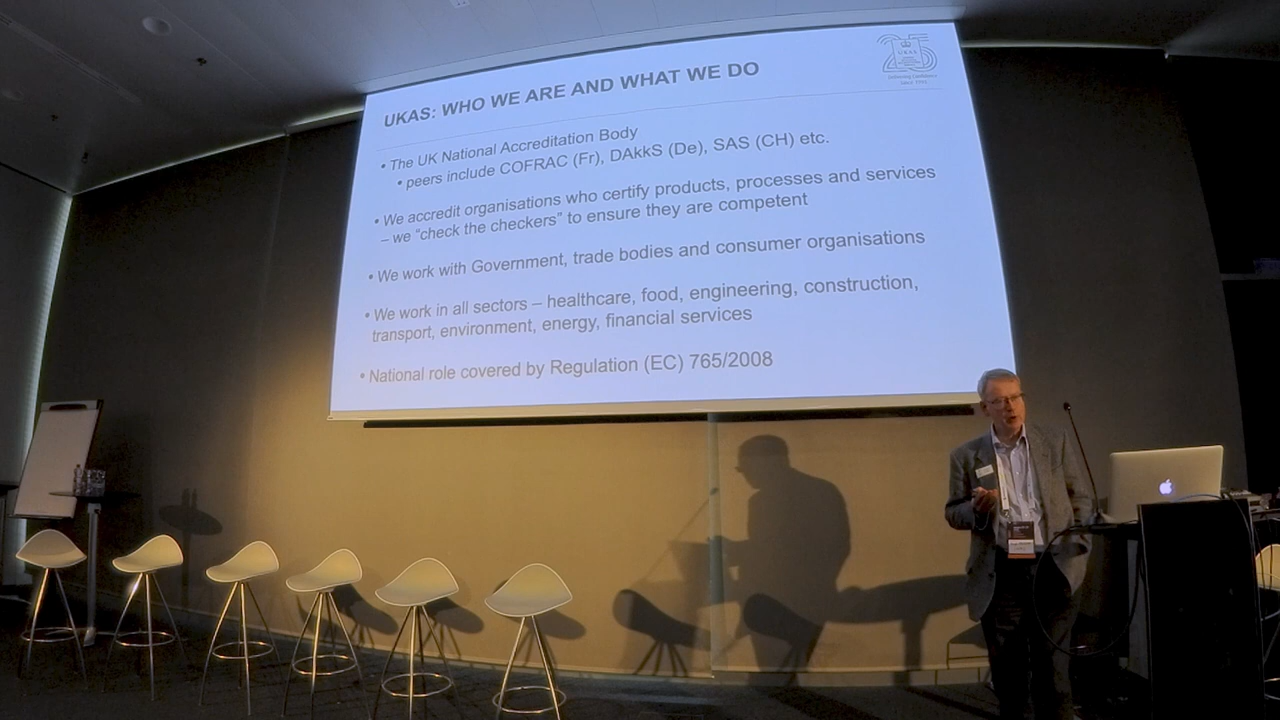 UKAS: WHO WE ARE AND WHAT WE DO
UKAS
• The UK National Accreditation Body
• peers include COFRAC (Fr), DAkkS (De), SAS (CH) etc.
• We accredit organisations who certify products, processes and services
– we “check the checkers” to ensure they are competent
• We work with Government, trade bodies and consumer organisations
• We work in all sectors – healthcare, food, engineering, construction,
transport, environment, energy, financial services
• National role covered by Regulation (EC) 765/2008